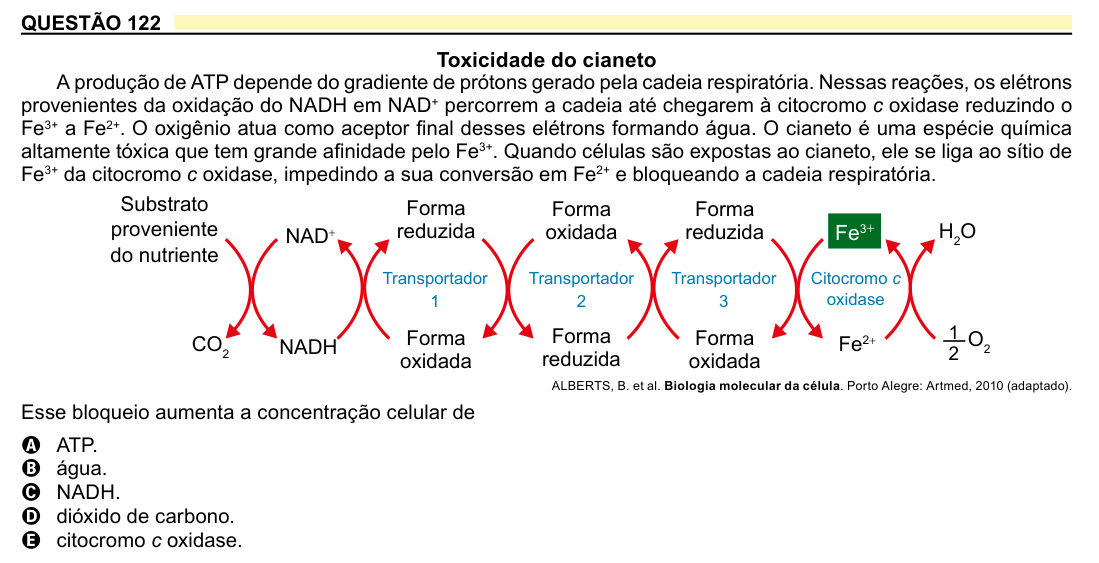 QUESTÃO 122
Toxicidade do cianeto
A produção de ATP depende do gradiente de prótons gerado pela cadeia respiratória. Nessas reações, os elétrons
provenientes da oxidação do NADH em NAD⁺ percorrem a cadeia até chegarem à citocromo c oxidase reduzindo o
Fe³⁺ a Fe²⁺. O oxigênio atua como aceptor final desses elétrons formando água. O cianeto é uma espécie química
altamente tóxica que tem grande afinidade pelo Fe³⁺. Quando células são expostas ao cianeto, ele se liga ao sítio de
Fe³⁺ da citocromo c oxidase, impedindo a sua conversão em Fe²⁺ e bloqueando a cadeia respiratória.
Substrato
proveniente
do nutriente
NAD⁺
Forma
reduzida
Forma
oxidada
Forma
reduzida
Fe³⁺
H₂O
Transportador
1
Transportador
2
Transportador
3
Citocromo c
oxidase
CO₂
NADH
Forma
oxidada
Forma
reduzida
Forma
oxidada
Fe²⁺
1/2 O₂
ALBERTS, B. et al. Biologia molecular da célula. Porto Alegre: Artmed, 2010 (adaptado).
Esse bloqueio aumenta a concentração celular de
A ATP.
B água.
C NADH.
D dióxido de carbono.
E citocromo c oxidase.